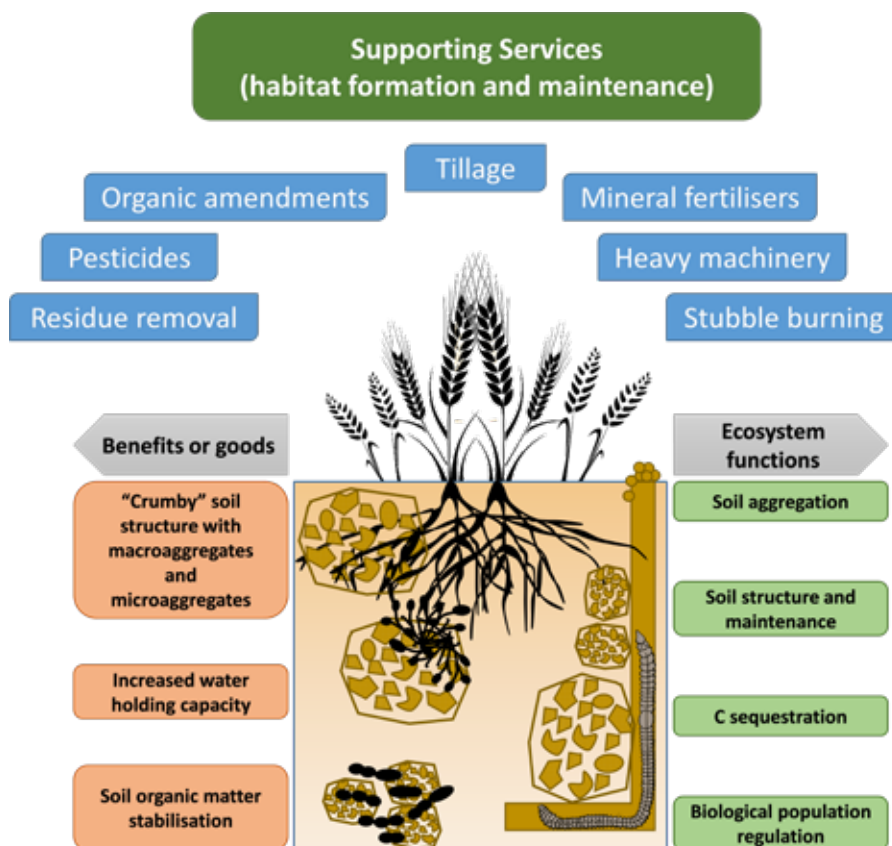 Supporting Services
(habitat formation and maintenance)
Tillage
Organic amendments
Mineral fertilisers
Pesticides
Heavy machinery
Residue removal
Stubble burning
Benefits or goods
Ecosystem
functions
“Crumby” soil
structure with
macroaggregates
and
microaggregates
Soil aggregation
Soil structure and
maintenance
Increased water
holding capacity
C sequestration
Soil organic matter
stabilisation
Biological population
regulation